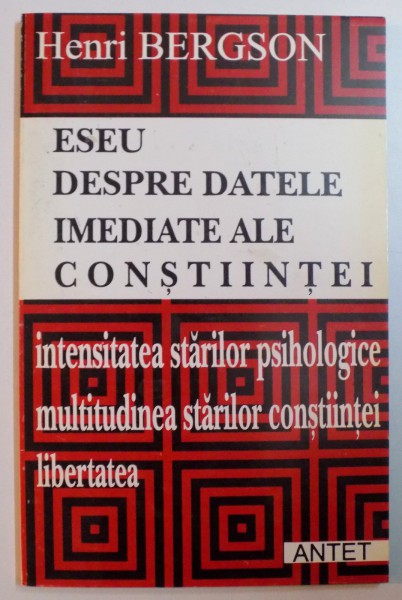 Henri BERGSON
ESEU
DESPRE DATELE
IMEDIATE ALE
CONȘTIINȚEI
intensitatea stărilor psihologice
multitudinea stărilor conștiinței
libertatea
ANTET